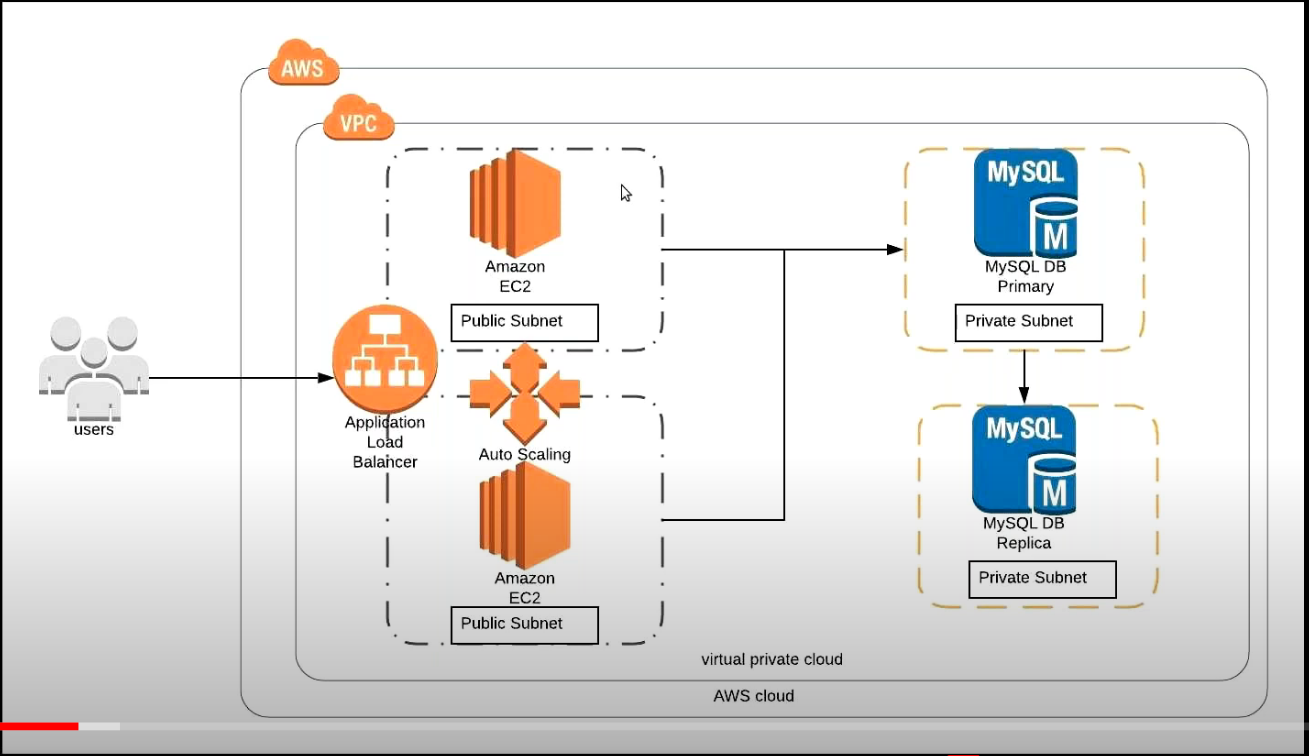 AWS
VPC
MySQL
M
Amazon
EC2
MySQL DB
Primary
Public Subnet
Private Subnet
users
Application
Load
Balancer
Auto Scaling
MySQL
M
MySQL DB
Replica
Amazon
EC2
Private Subnet
Public Subnet
virtual private cloud
AWS cloud